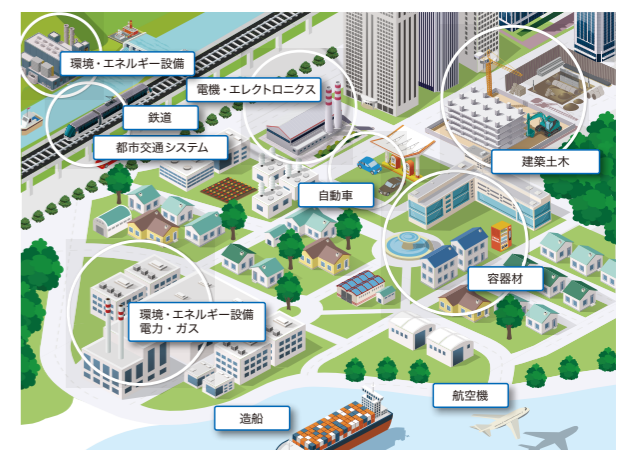 環境・エネルギー設備
電機・エレクトロニクス
鉄道
都市交通システム
建築土木
自動車
容器材
環境・エネルギー設備
電力・ガス
航空機
造船